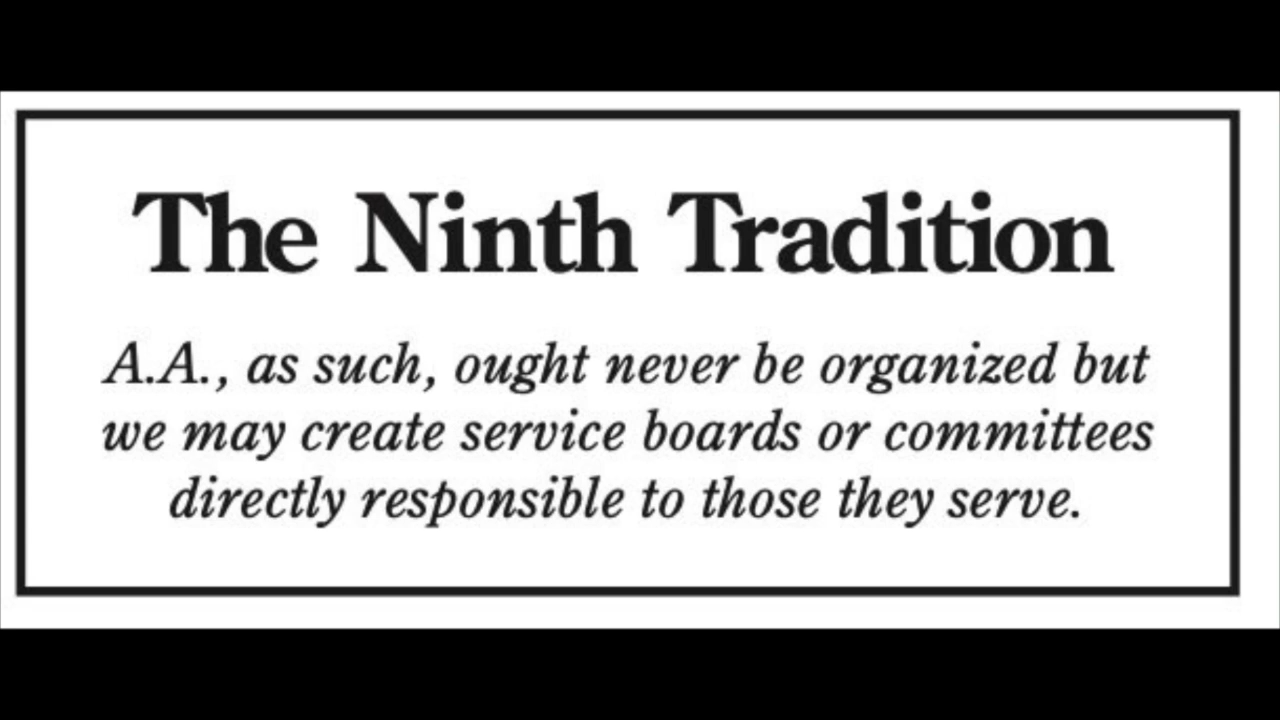 The Ninth Tradition
A.A., as such, ought never be organized but
we may create service boards or committees
directly responsible to those they serve.